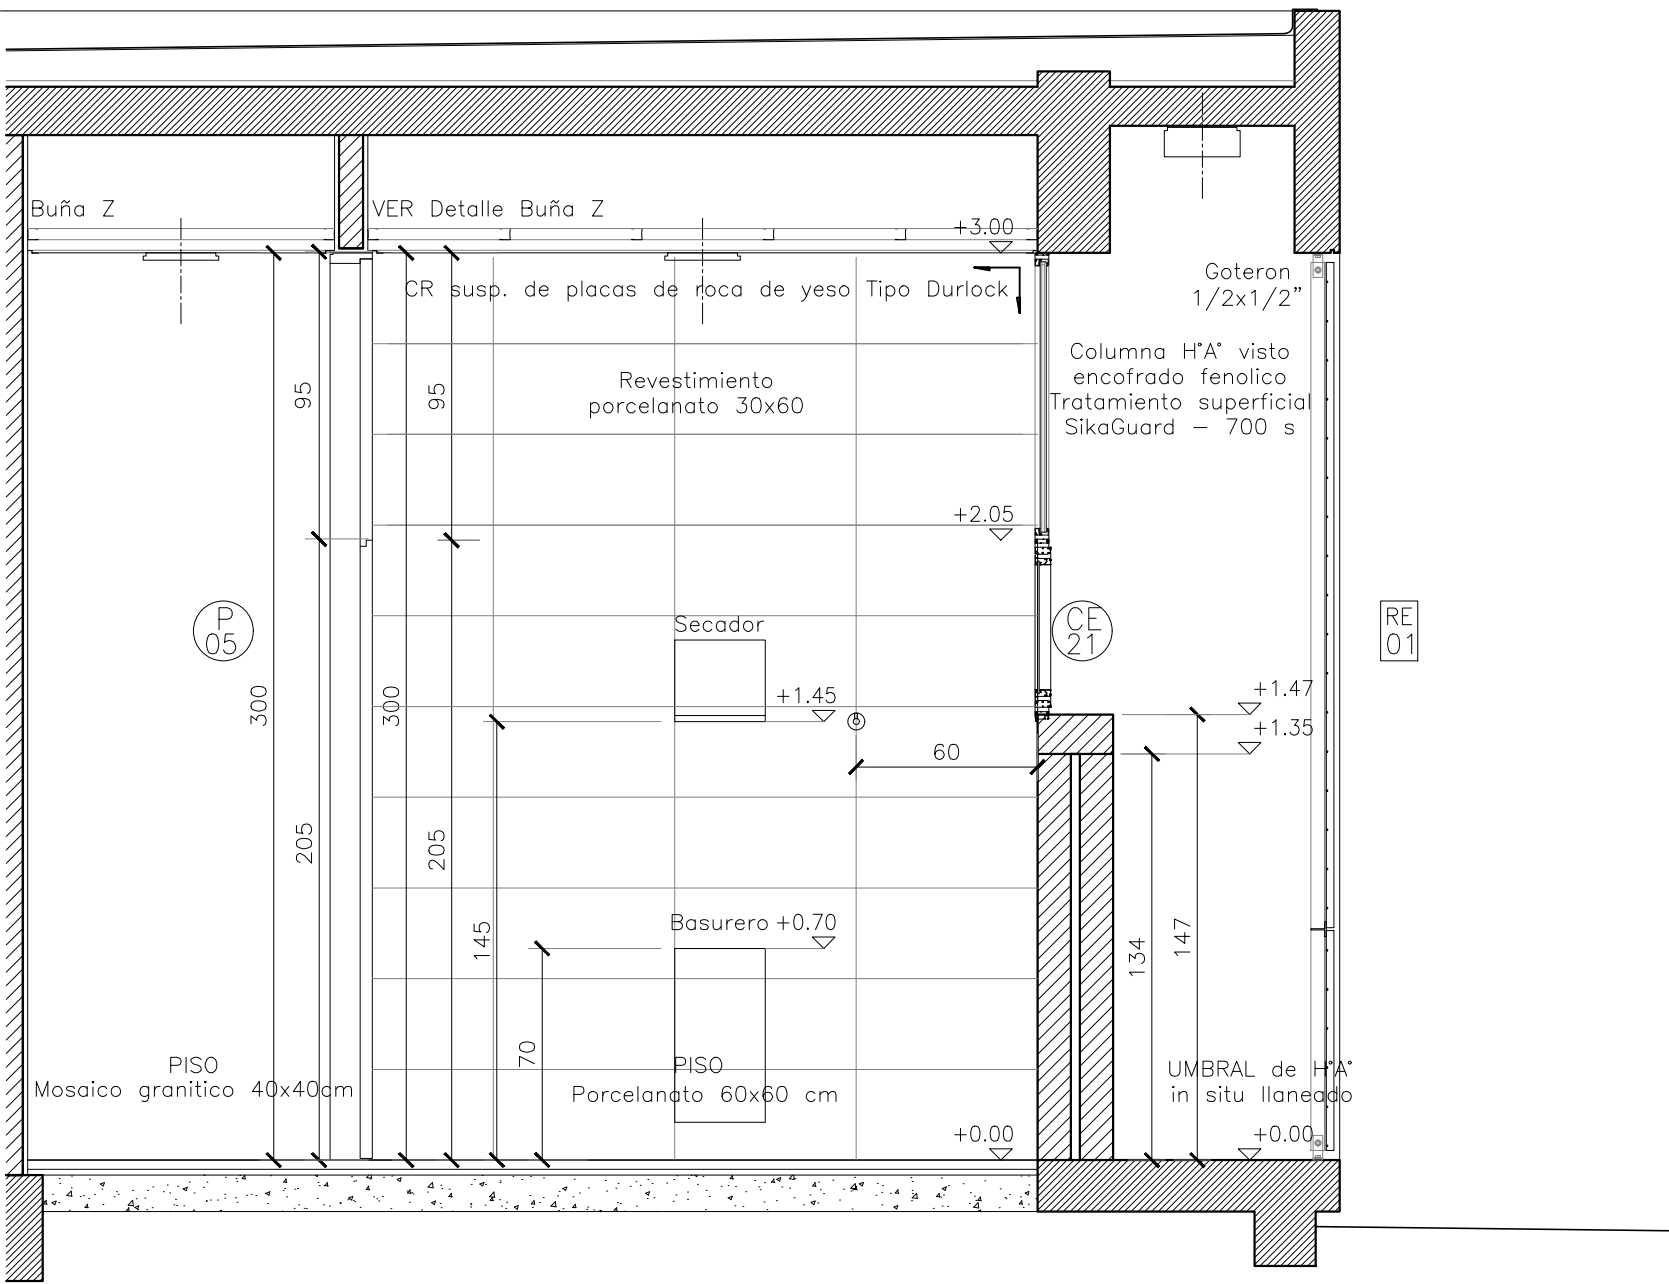 Buña Z
VER Detalle Buña Z
+3.00
CR susp. de placas de roca de yeso Tipo Durlock
Goteron
1/2x1/2”
Columna H°A° visto
encofrado fenolico
Tratamiento superficial
SikaGuard – 700 s
95
95
Revestimiento
porcelanato 30x60
+2.05
P
05
Secador
CE
21
RE
01
300
300
+1.45
+1.47
+1.35
60
205
205
145
Basurero +0.70
134
147
70
PISO
Mosaico granitico 40x40cm
PISO
Porcelanato 60x60 cm
UMBRAL de H°A°
in situ llaneado
+0.00
+0.00